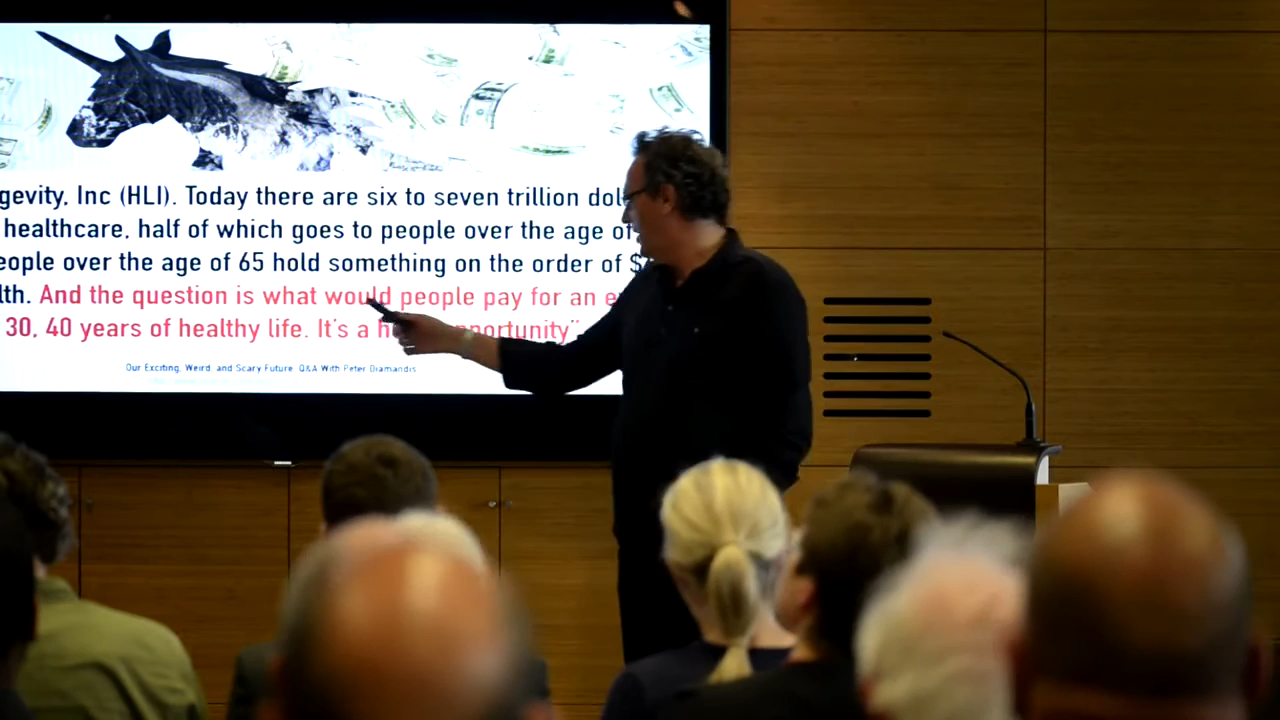 gevity, Inc (HLI). Today there are six to seven trillion dol
healthcare, half of which goes to people over the age of
eople over the age of 65 hold something on the order of $
lth. And the question is what would people pay for an e
30, 40 years of healthy life. It's a h opportunity"
Our Exciting, Weird, and Scary Future Q&A With Peter Diamandis